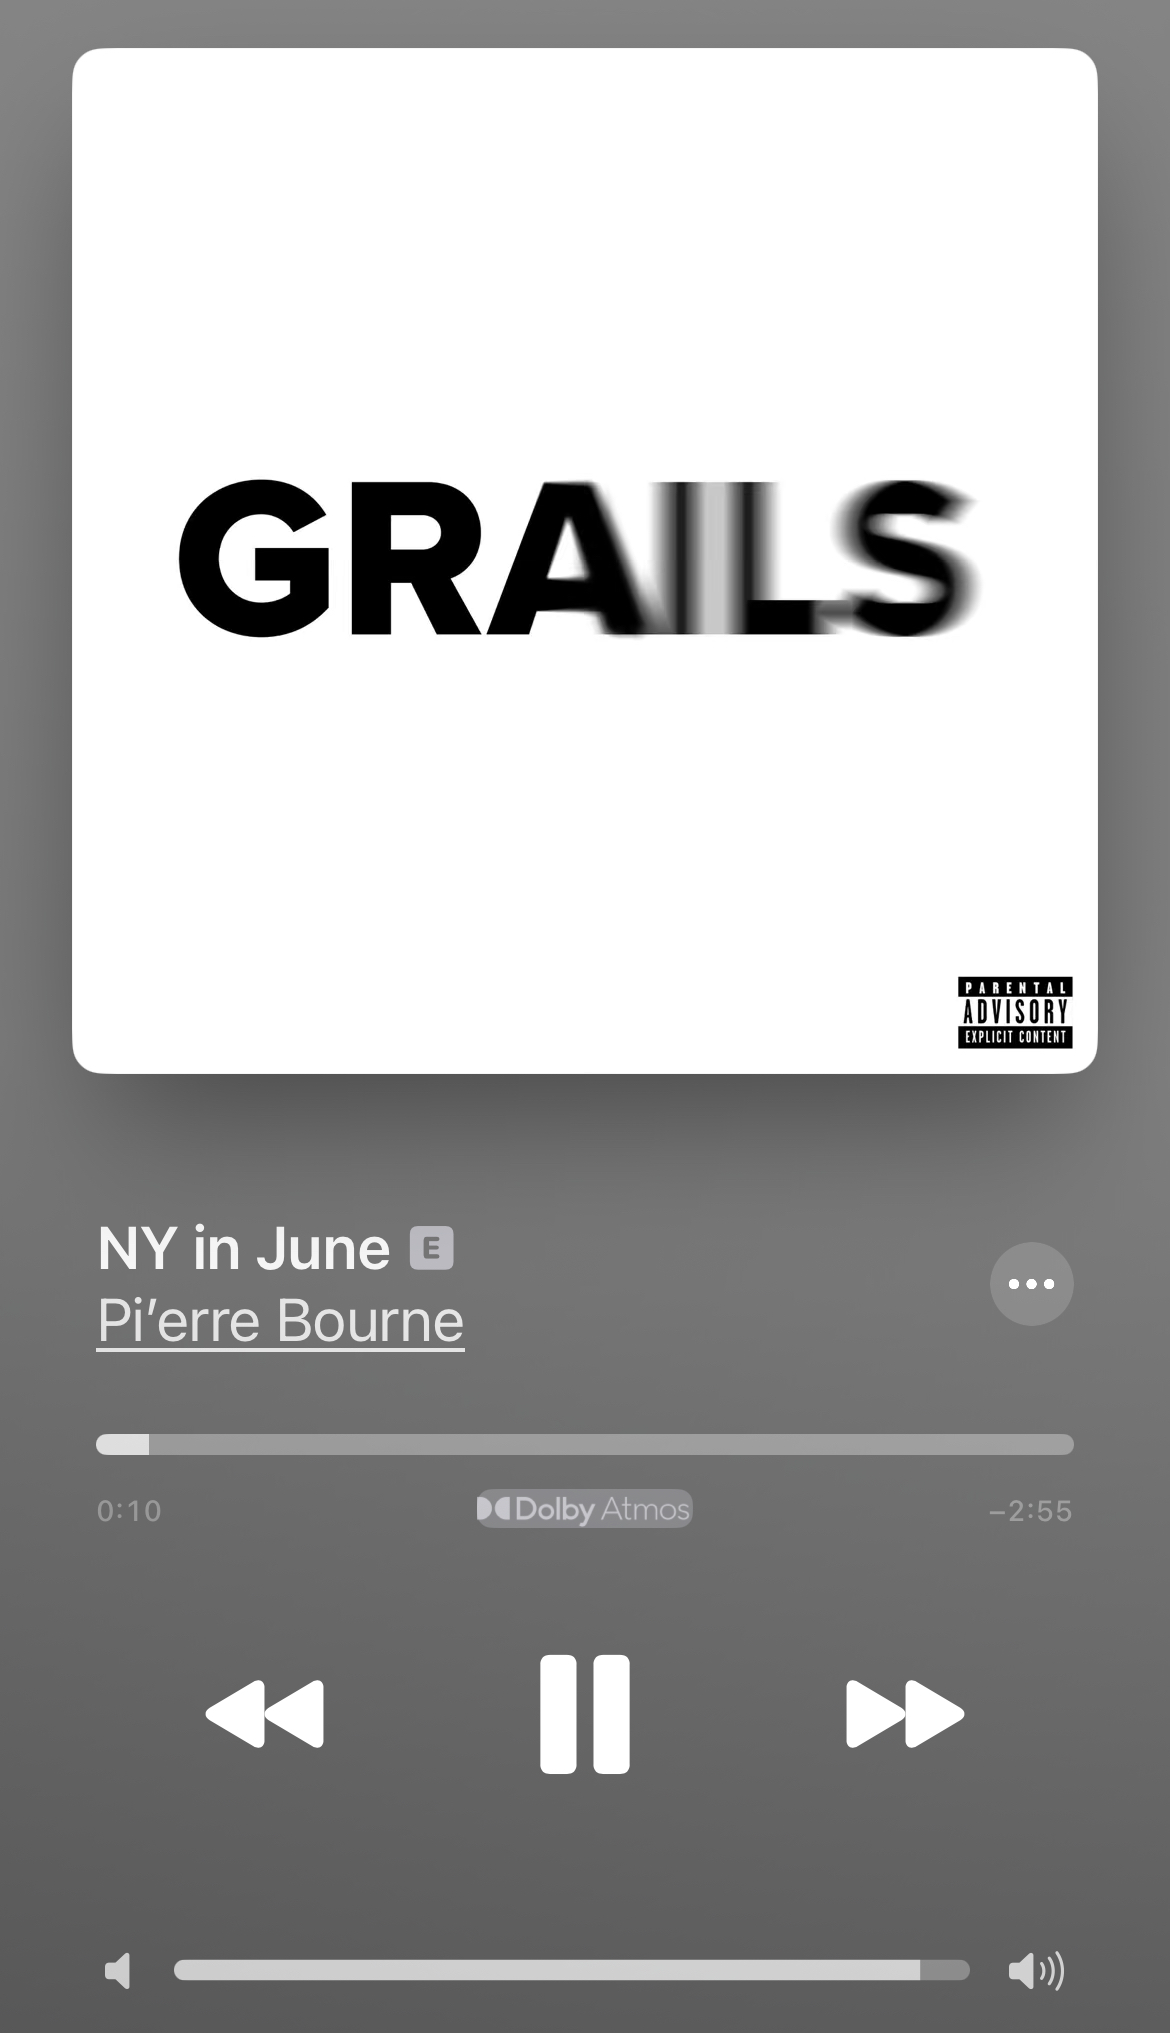 GRAILS
PARENTAL
ADVISORY
EXPLICIT CONTENT
NY in June E
Pi’erre Bourne
0:10
Dolby Atmos
–2:55